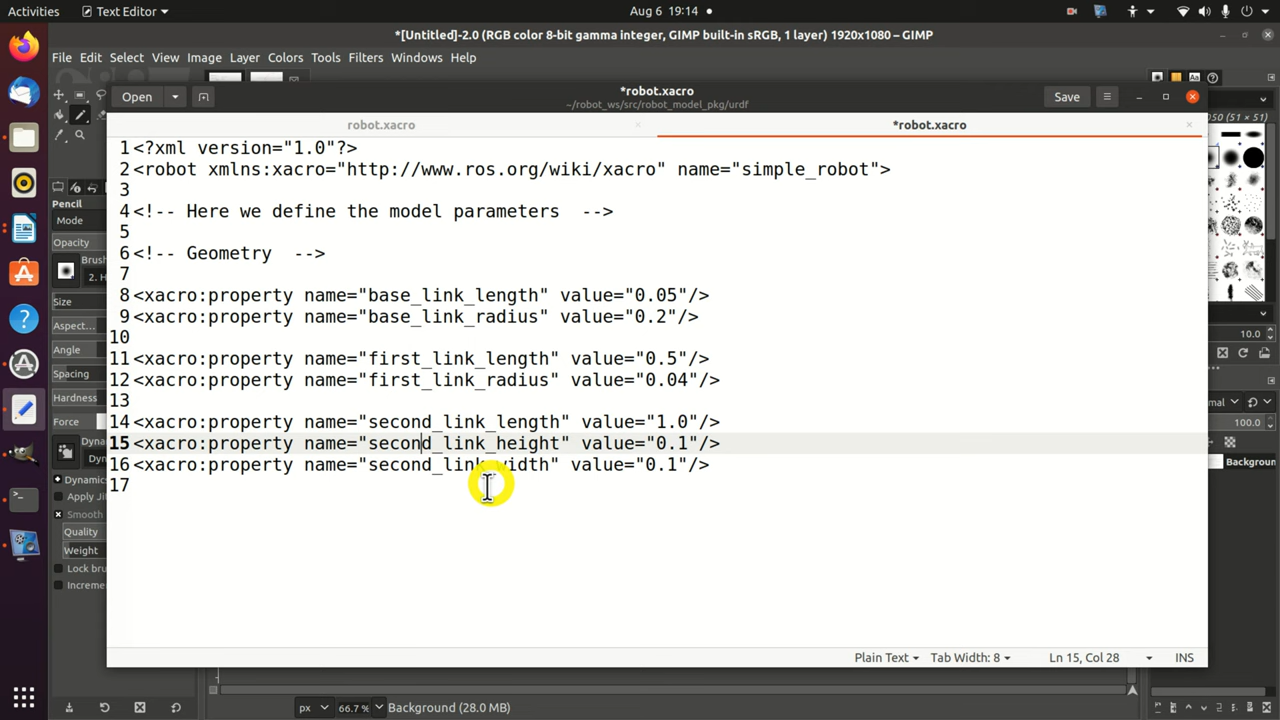 Activities
Text Editor
Aug 6 19:14
*[Untitled]-2.0 (RGB color 8-bit gamma integer, GIMP built-in sRGB, 1 layer) 1920x1080 – GIMP
File Edit Select View Image Layer Colors Tools Filters Windows Help
Open
*robot.xacro
~/robot_ws/src/robot_model_pkg/urdf
Save
robot.xacro
*robot.xacro
1 <?xml version="1.0"?>
2 <robot xmlns:xacro="http://www.ros.org/wiki/xacro" name="simple_robot">
3
4 <!-- Here we define the model parameters  -->
5
6 <!-- Geometry  -->
7
8 <xacro:property name="base_link_length" value="0.05"/>
9 <xacro:property name="base_link_radius" value="0.2"/>
10
11 <xacro:property name="first_link_length" value="0.5"/>
12 <xacro:property name="first_link_radius" value="0.04"/>
13
14 <xacro:property name="second_link_length" value="1.0"/>
15 <xacro:property name="second_link_height" value="0.1"/>
16 <xacro:property name="second_link_width" value="0.1"/>
17
Plain Text
Tab Width: 8
Ln 15, Col 28
INS
Pencil
Mode
Opacity
Brush
2. H
Size
Aspect...
Angle
Spacing
Hardness
Force
Dynamics
Apply Jit
Smooth
Quality
Weight
Lock bru
Increme
050 (51 × 51)
10.0
100.0
Backgroun
px
66.7 %
Background (28.0 MB)